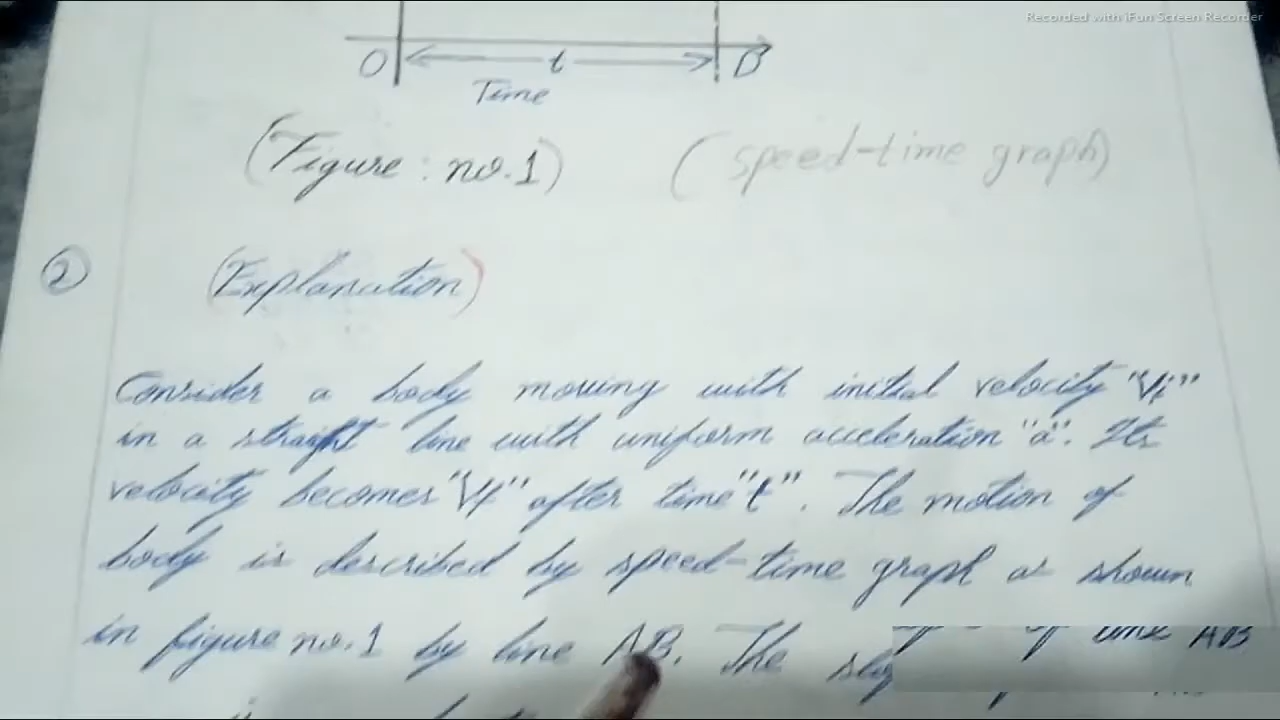 Recorded with iFun Screen Recorder
O t D
Time
(Figure : no.1) (speed-time graph)
2 (Explanation)
Consider a body moving with initial velocity "Vi"
in a straight line with uniform acceleration "a". Its
velocity becomes "Vf" after time "t". The motion of
body is described by speed-time graph as shown
in figure no.1 by line AB. The line AB